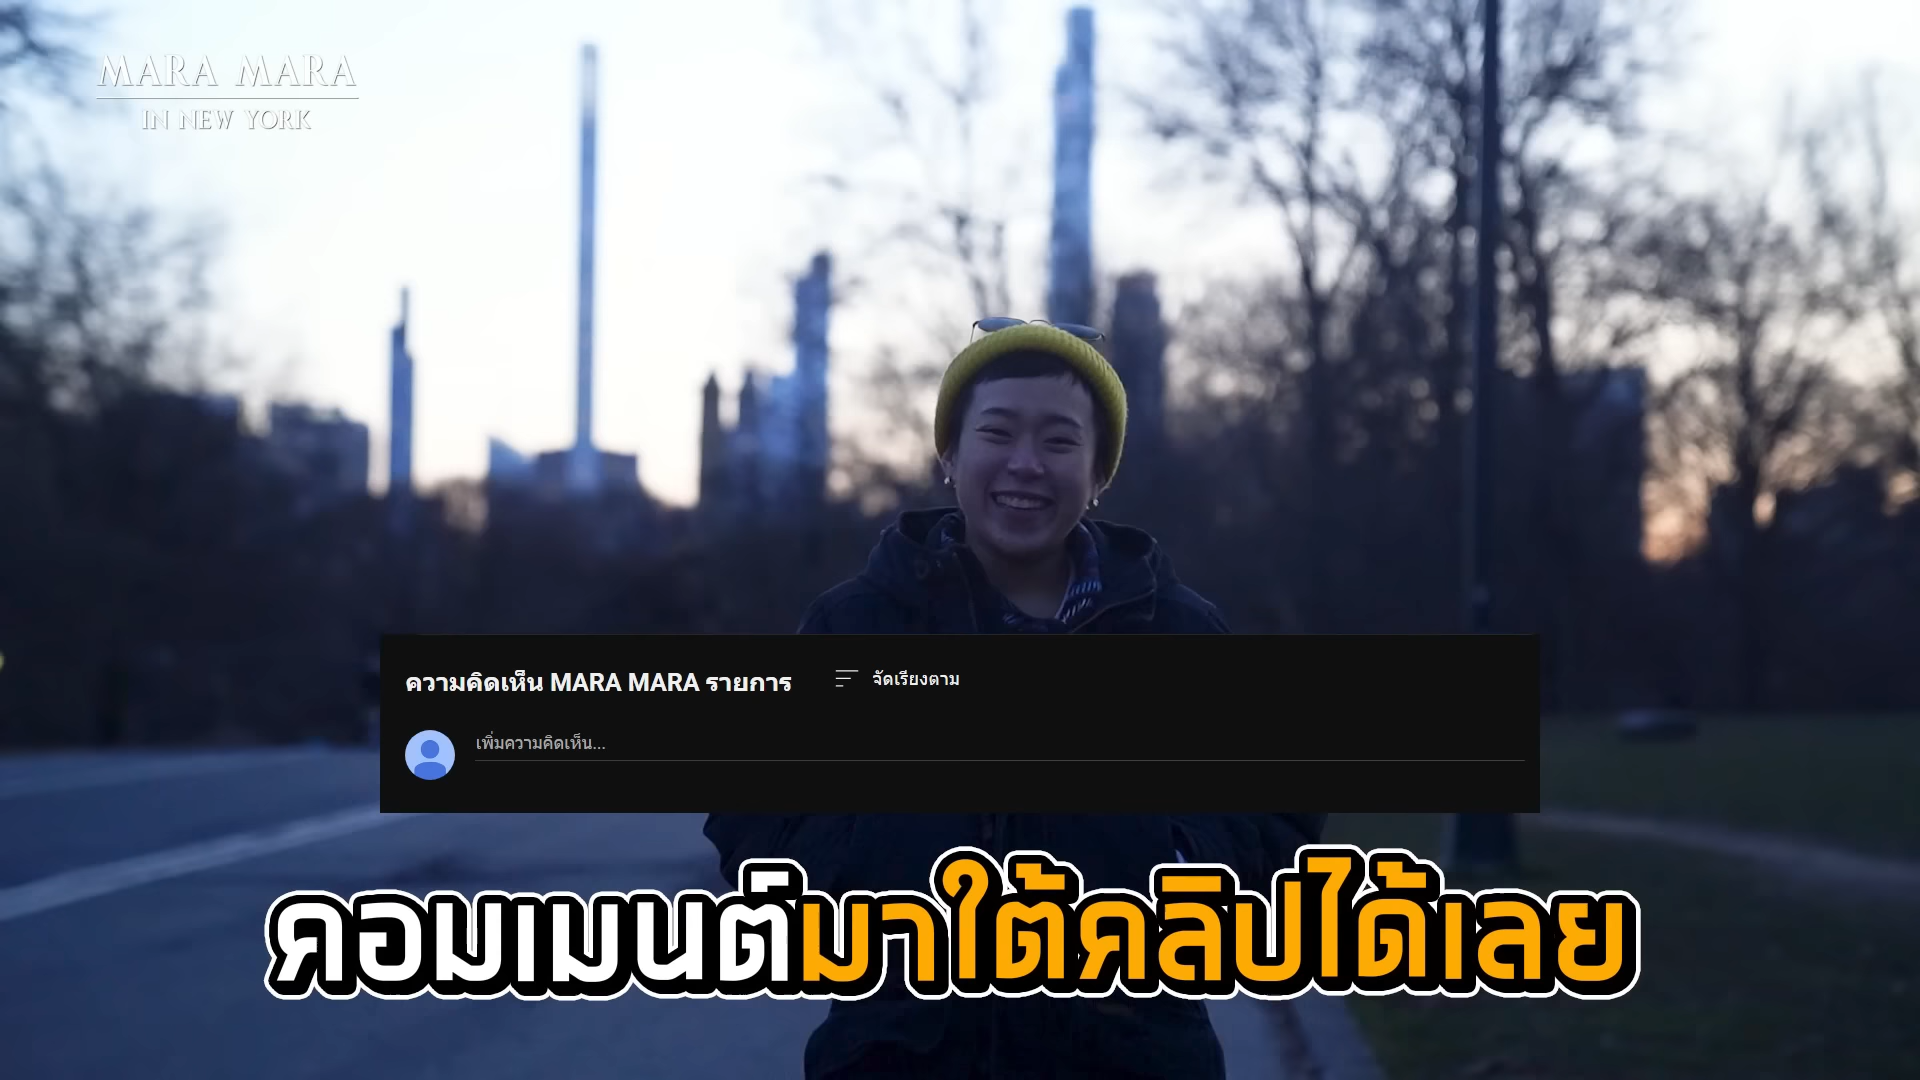 MARA MARA
IN NEW YORK
ความคิดเห็น MARA MARA รายการ
จัดเรียงตาม
เพิ่มความคิดเห็น...
คอมเมนต์มาใต้คลิปได้เลย